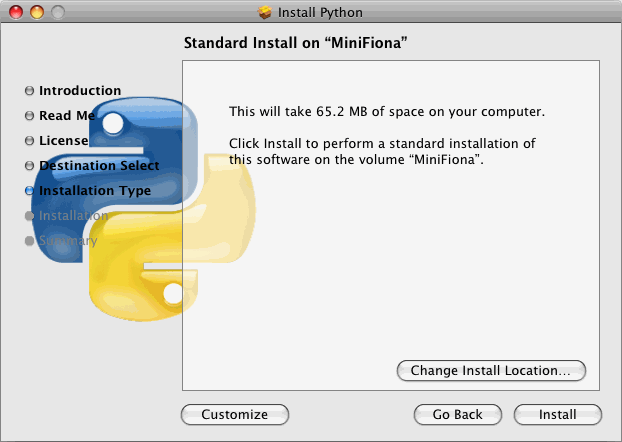 Install Python
Standard Install on “MiniFiona”
Introduction
Read Me
License
Destination Select
Installation Type
Installation
Summary
This will take 65.2 MB of space on your computer.
Click Install to perform a standard installation of
this software on the volume “MiniFiona”.
Change Install Location...
Customize
Go Back
Install